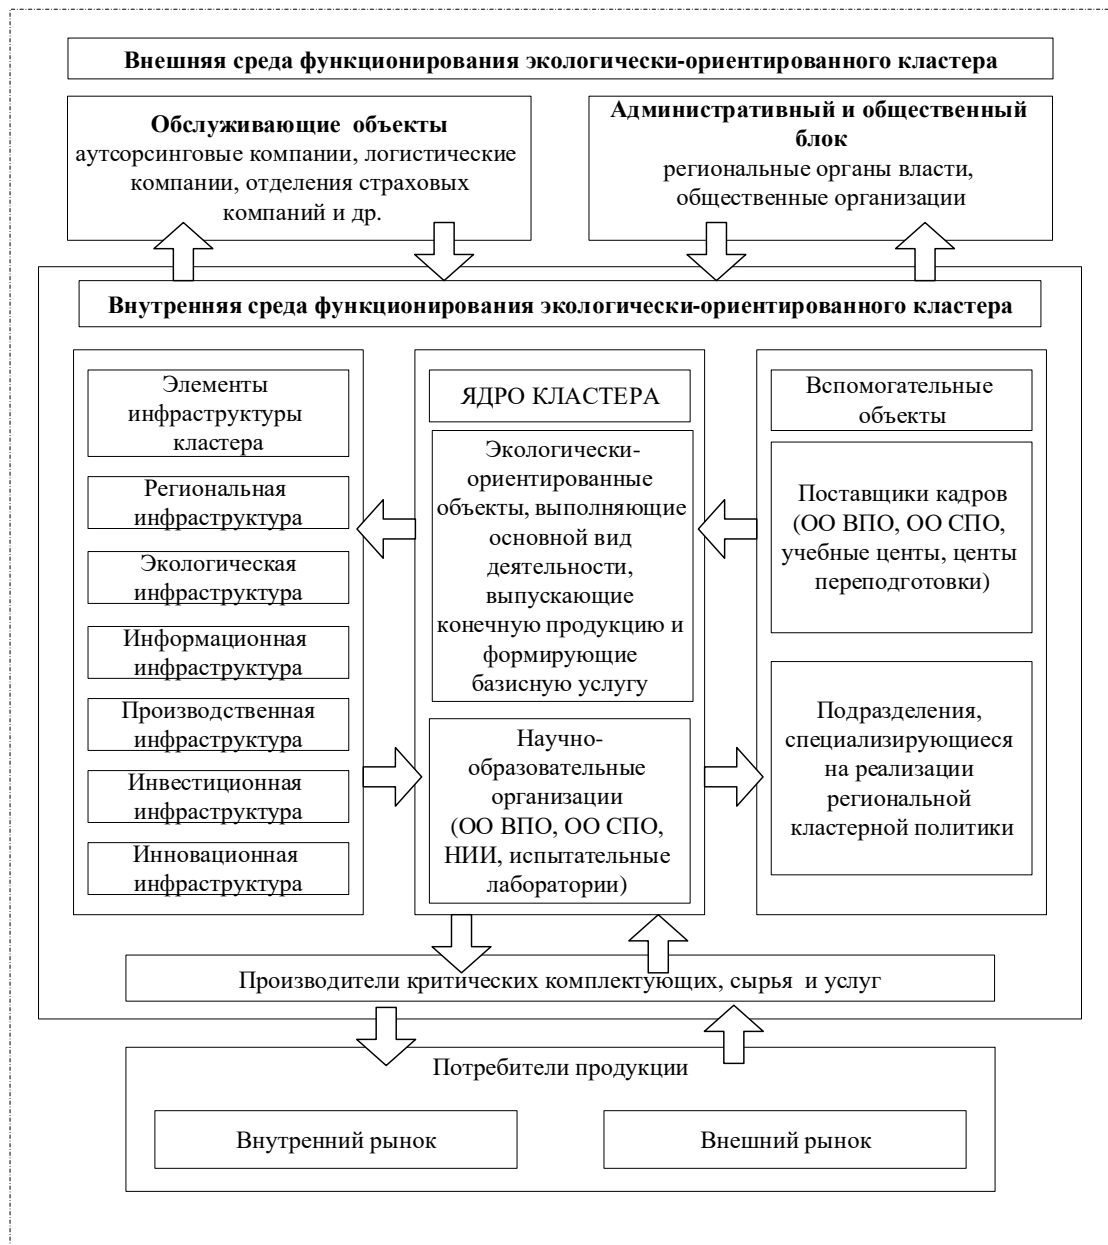 Внешняя среда функционирования экологически-ориентированного кластера
Обслуживающие объекты
аутсорсинговые компании, логистические
компании, отделения страховых
компаний и др.
Административный и общественный
блок
региональные органы власти,
общественные организации
Внутренняя среда функционирования экологически-ориентированного кластера
Элементы
инфраструктуры
кластера
Региональная
инфраструктура
Экологическая
инфраструктура
Информационная
инфраструктура
Производственная
инфраструктура
Инвестиционная
инфраструктура
Инновационная
инфраструктура
ЯДРО КЛАСТЕРА
Экологически-
ориентированные
объекты, выполняющие
основной вид
деятельности,
выпускающие
конечную продукцию и
формирующие
базисную услугу
Научно-
образовательные
организации
(ОО ВПО, ОО СПО,
НИИ, испытательные
лаборатории)
Вспомогательные
объекты
Поставщики кадров
(ОО ВПО, ОО СПО,
учебные центы, центы
переподготовки)
Подразделения,
специализирующиеся
на реализации
региональной
кластерной политики
Производители критических комплектующих, сырья и услуг
Потребители продукции
Внутренний рынок
Внешний рынок